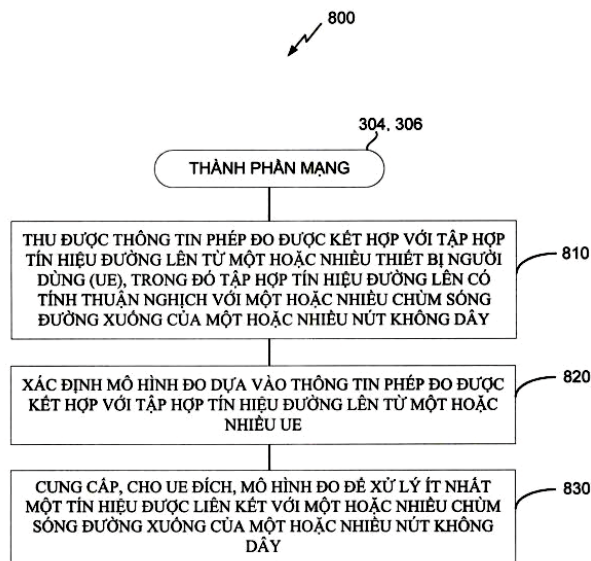 800
304, 306
THÀNH PHẦN MẠNG
THU ĐƯỢC THÔNG TIN PHÉP ĐO ĐƯỢC KẾT HỢP VỚI TẬP HỢP
TÍN HIỆU ĐƯỜNG LÊN TỪ MỘT HOẶC NHIỀU THIẾT BỊ NGƯỜI
DÙNG (UE), TRONG ĐÓ TẬP HỢP TÍN HIỆU ĐƯỜNG LÊN CÓ
TÍNH THUẬN NGHỊCH VỚI MỘT HOẶC NHIỀU CHÙM SÓNG
ĐƯỜNG XUỐNG CỦA MỘT HOẶC NHIỀU NÚT KHÔNG DÂY
810
XÁC ĐỊNH MÔ HÌNH ĐO DỰA VÀO THÔNG TIN PHÉP ĐO ĐƯỢC
KẾT HỢP VỚI TẬP HỢP TÍN HIỆU ĐƯỜNG LÊN TỪ MỘT HOẶC
NHIỀU UE
820
CUNG CẤP, CHO UE ĐÍCH, MÔ HÌNH ĐO ĐỂ XỬ LÝ ÍT NHẤT
MỘT TÍN HIỆU ĐƯỢC LIÊN KẾT VỚI MỘT HOẶC NHIỀU CHÙM
SÓNG ĐƯỜNG XUỐNG CỦA MỘT HOẶC NHIỀU NÚT KHÔNG
DÂY
830